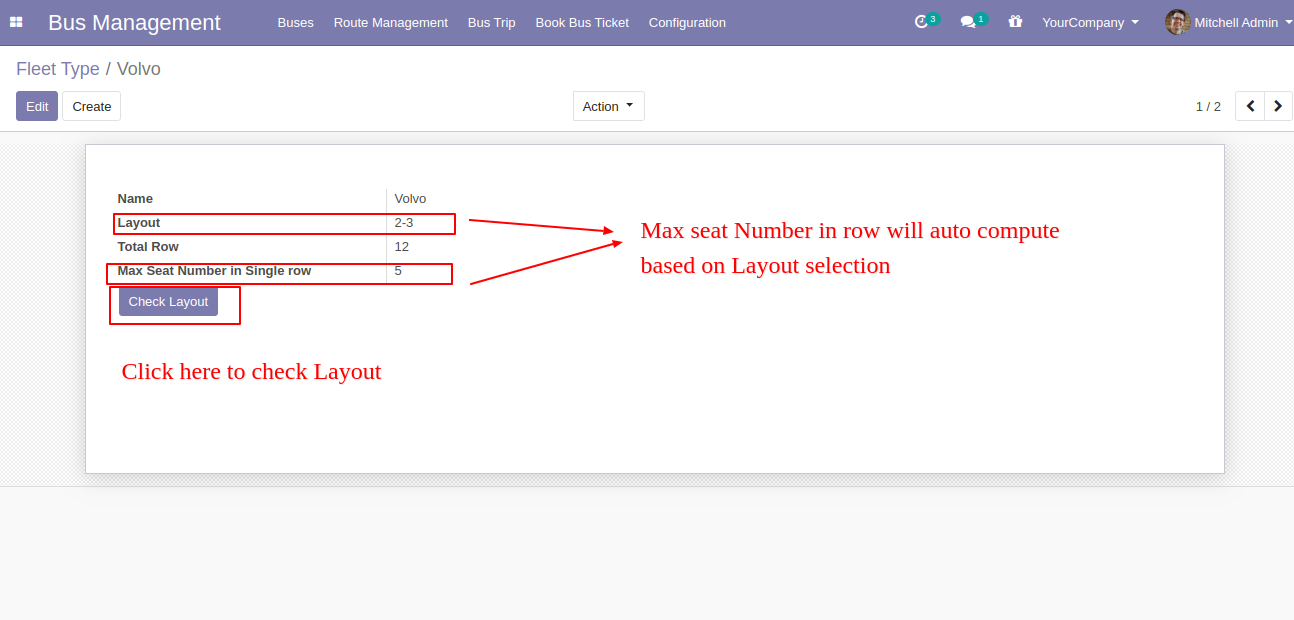 Bus Management Buses Route Management Bus Trip Book Bus Ticket Configuration 3 1 YourCompany Mitchell Admin
Fleet Type / Volvo
Edit Create Action 1 / 2
Name Volvo
Layout 2-3
Total Row 12
Max Seat Number in Single row 5
Check Layout
Max seat Number in row will auto compute
based on Layout selection
Click here to check Layout